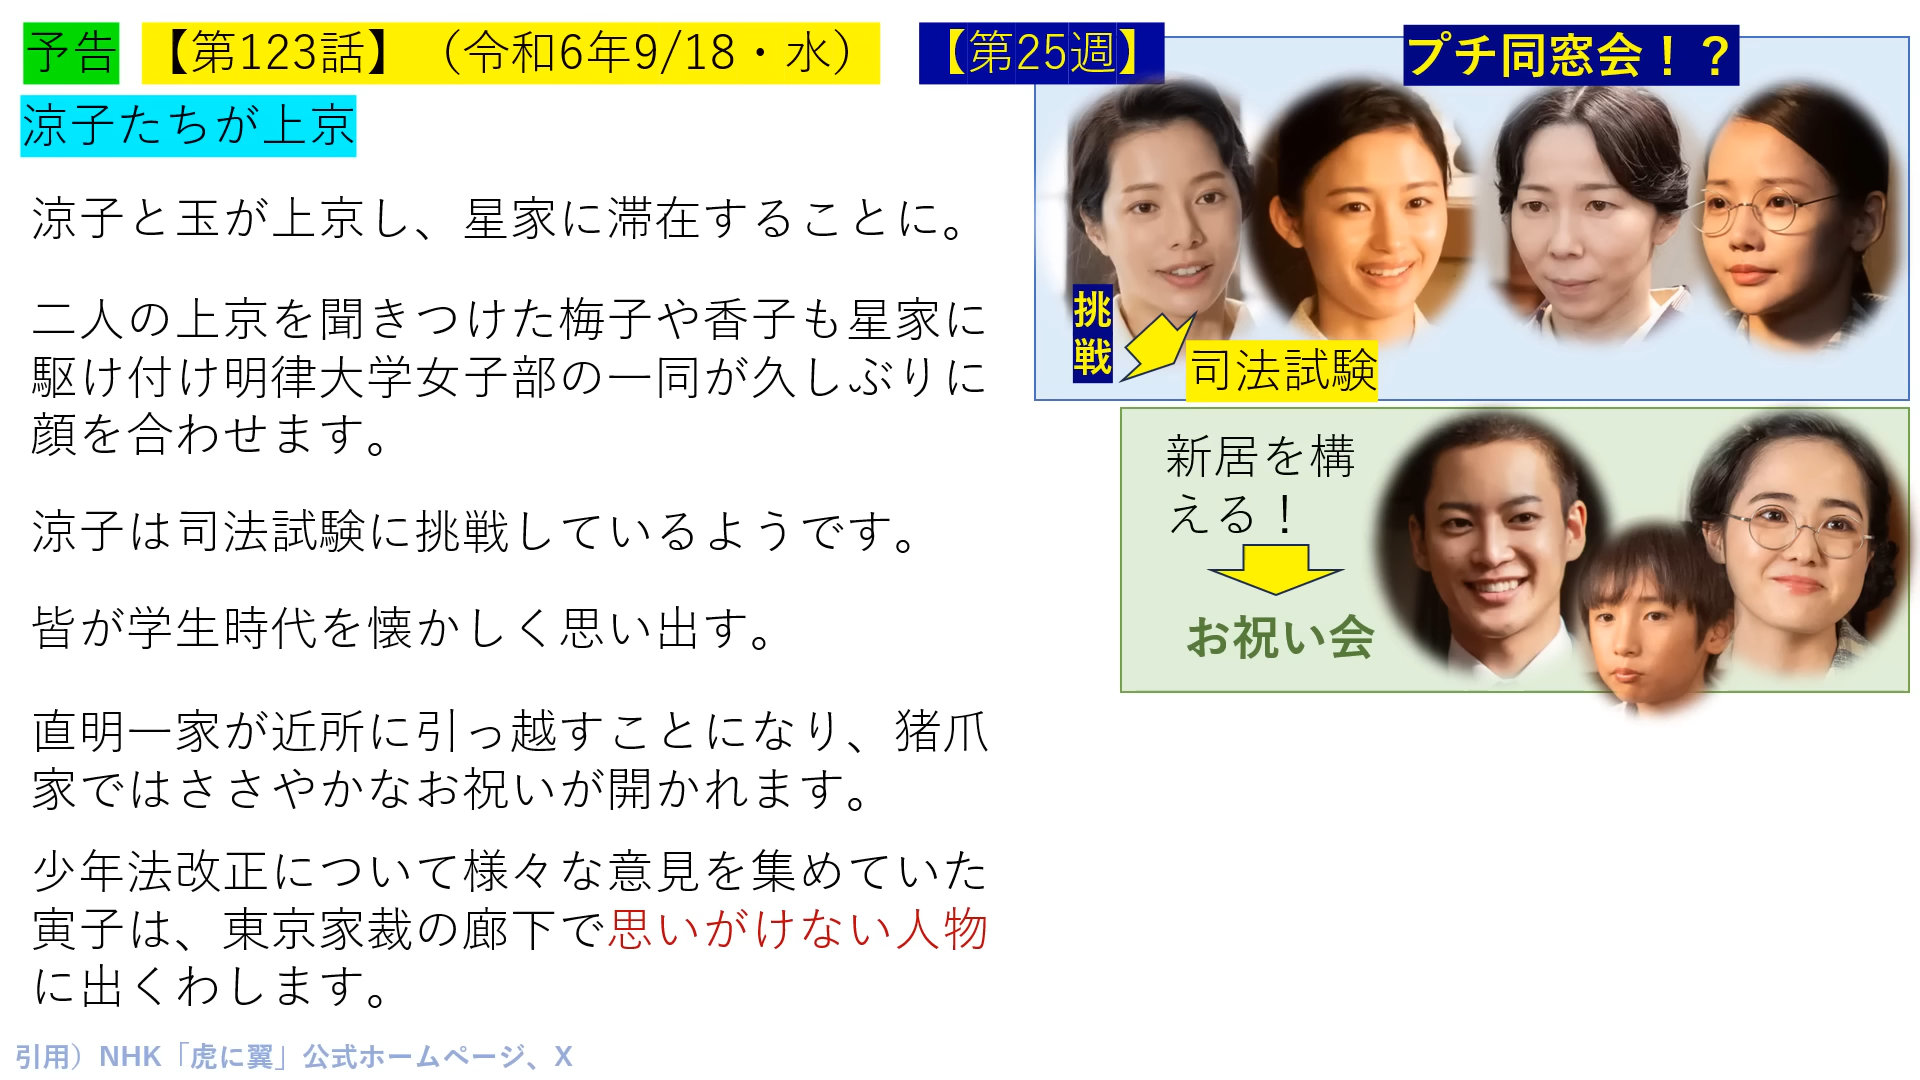 予告 【第123話】（令和6年9/18・水） 【第25週】
涼子たちが上京
涼子と玉が上京し、星家に滞在することに。
二人の上京を聞きつけた梅子や香子も星家に
駆け付け明律大学女子部の一同が久しぶりに
顔を合わせます。
涼子は司法試験に挑戦しているようです。
皆が学生時代を懐かしく思い出す。
直明一家が近所に引っ越すことになり、猪爪
家ではささやかなお祝いが開かれます。
少年法改正について様々な意見を集めていた
寅子は、東京家裁の廊下で思いがけない人物
に出くわします。
引用）NHK「虎に翼」公式ホームページ、X
プチ同窓会！？
挑戦
司法試験
新居を構
える！
お祝い会